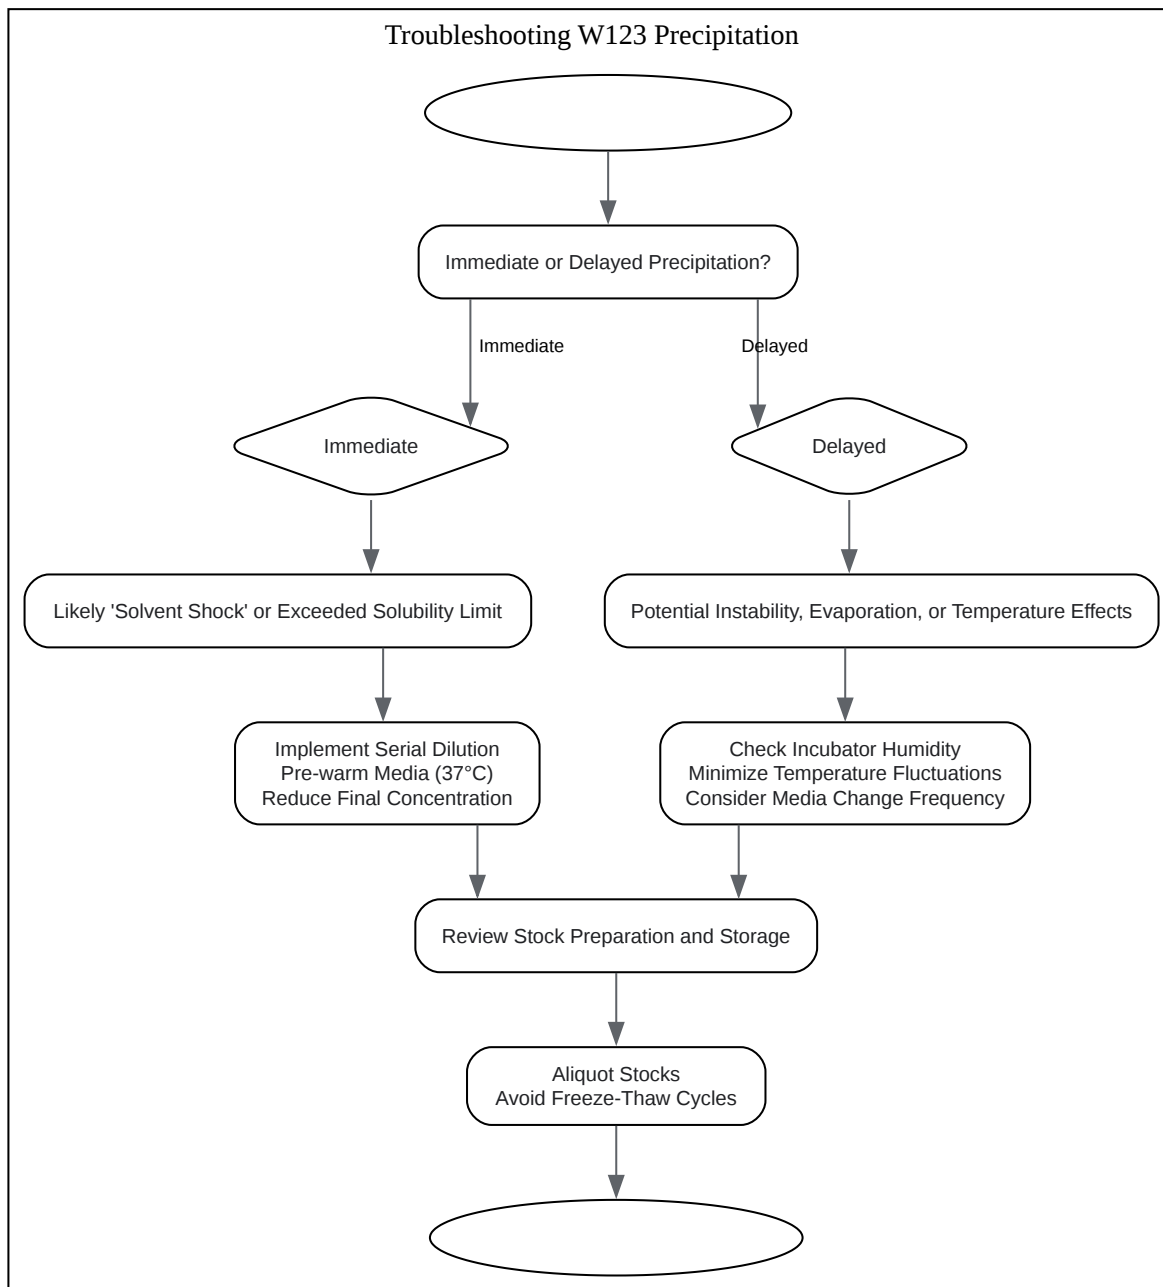 Troubleshooting W123 Precipitation
Immediate or Delayed Precipitation?
Immediate
Delayed
Immediate
Delayed
Likely 'Solvent Shock' or Exceeded Solubility Limit
Potential Instability, Evaporation, or Temperature Effects
Implement Serial Dilution
Pre-warm Media (37°C)
Reduce Final Concentration
Check Incubator Humidity
Minimize Temperature Fluctuations
Consider Media Change Frequency
Review Stock Preparation and Storage
Aliquot Stocks
Avoid Freeze-Thaw Cycles